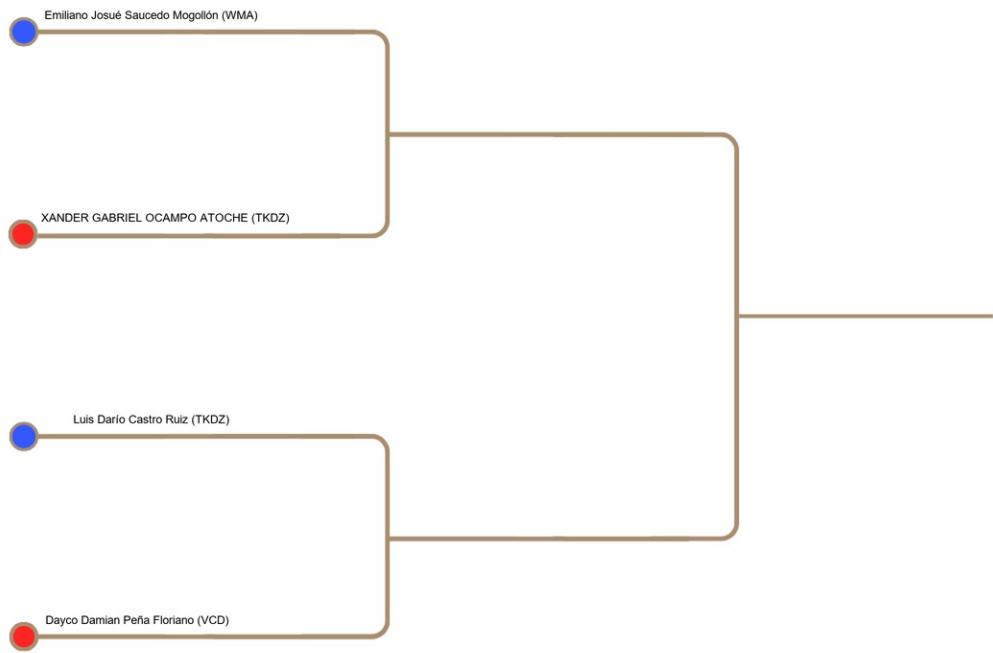 Emiliano Josué Saucedo Mogollón (WMA)
XANDER GABRIEL OCAMPO ATOCHE (TKDZ)
Luis Darío Castro Ruiz (TKDZ)
Dayco Damian Peña Floriano (VCD)